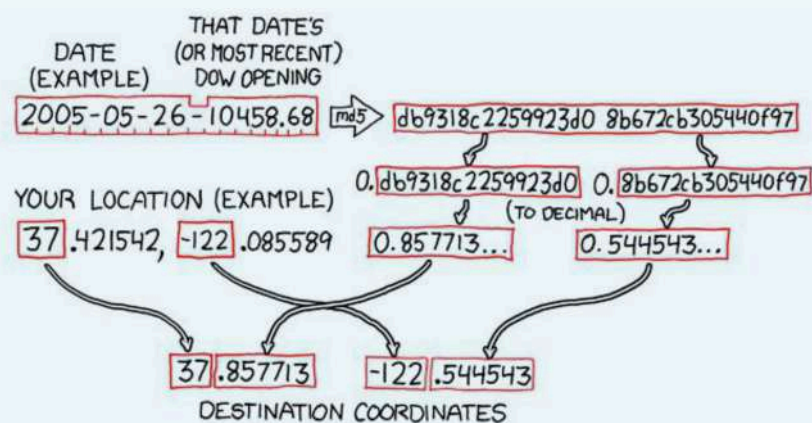 DATE
(EXAMPLE)
THAT DATE'S
(OR MOST RECENT)
DOW OPENING
2005-05-26-10458.68
md5
db9318c2259923d0 8b672cb305440f97
0.db9318c2259923d0
0.8b672cb305440f97
YOUR LOCATION (EXAMPLE)
(TO DECIMAL)
37.421542, -122.085589
0.857713...
0.544543...
37.857713
-122.544543
DESTINATION COORDINATES